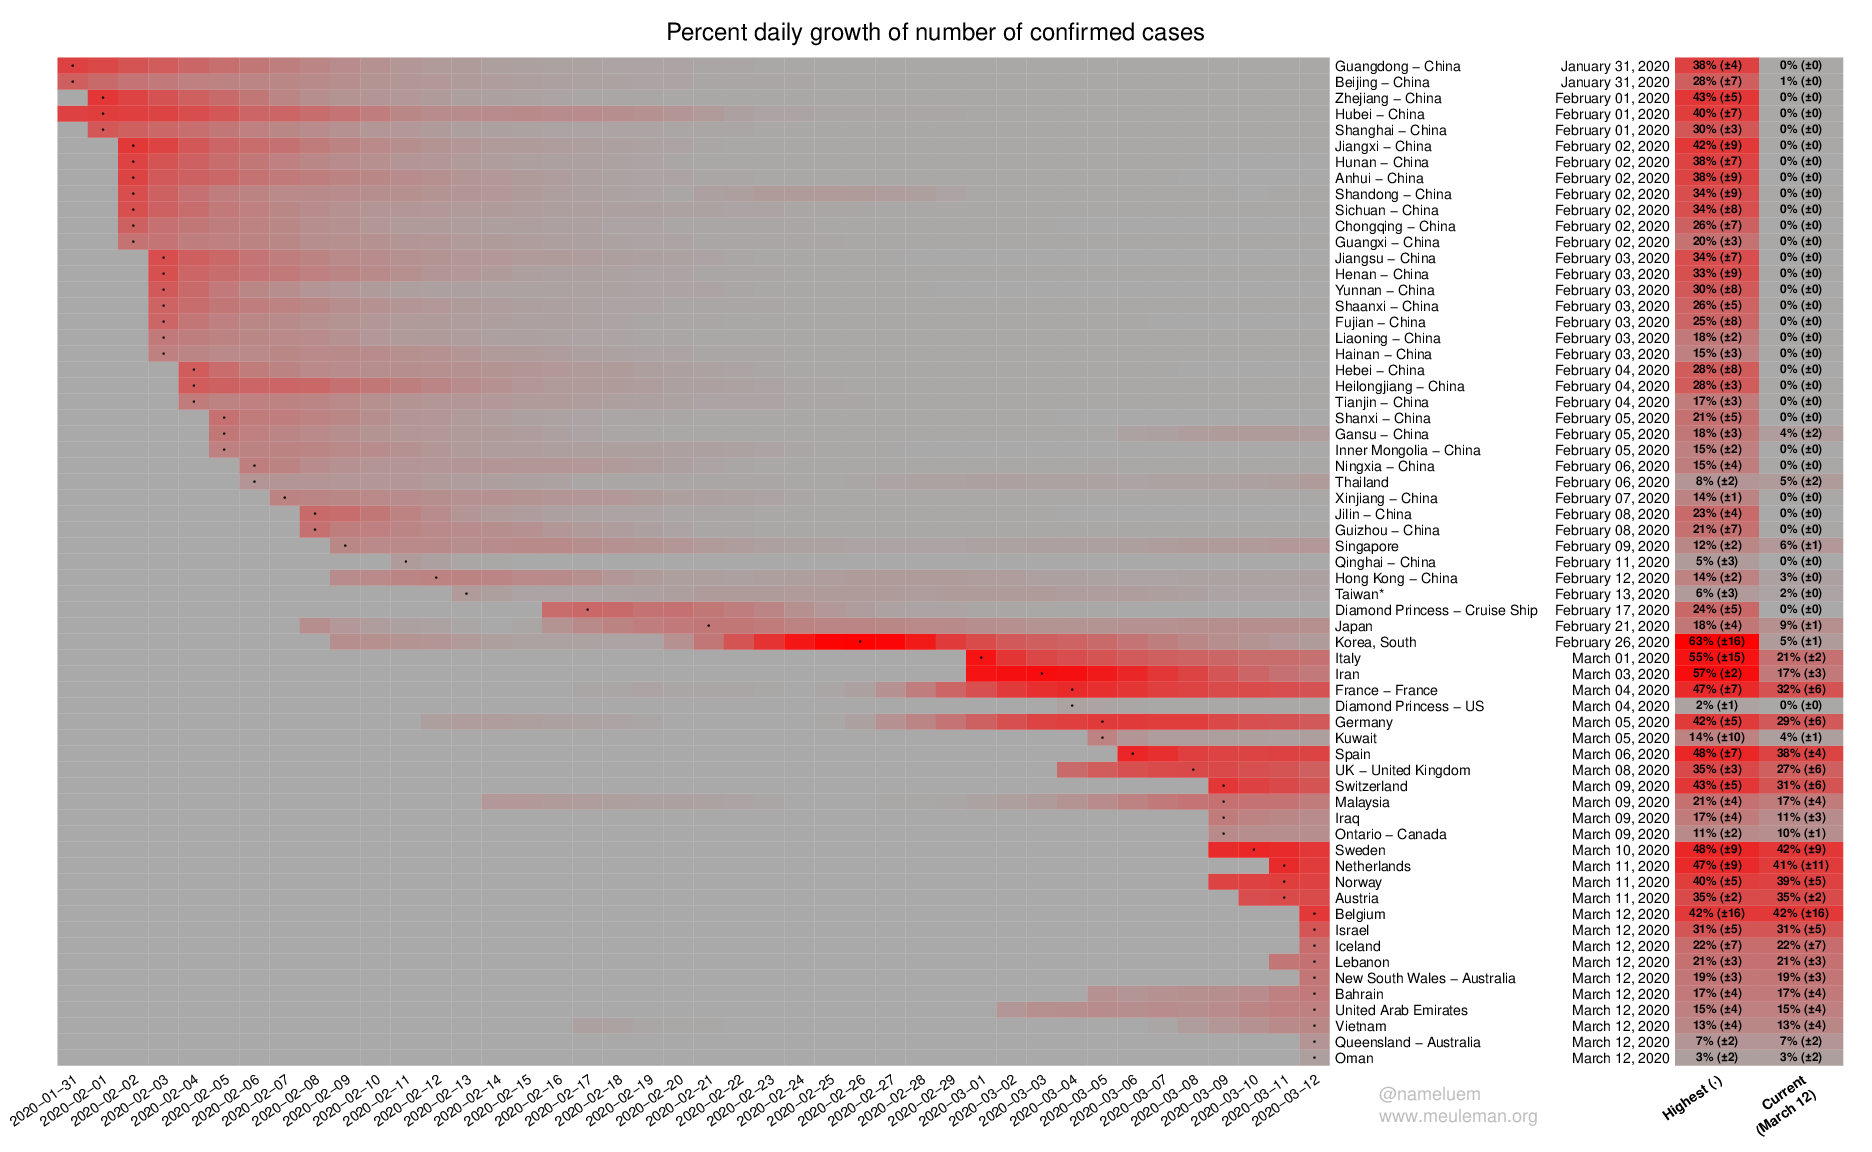 Percent daily growth of number of confirmed cases
Guangdong − China January 31, 2020 38% (±4) 0% (±0)
Beijing − China January 31, 2020 28% (±7) 1% (±0)
Zhejiang − China February 01, 2020 43% (±5) 0% (±0)
Hubei − China February 01, 2020 40% (±7) 0% (±0)
Shanghai − China February 01, 2020 30% (±3) 0% (±0)
Jiangxi − China February 02, 2020 42% (±9) 0% (±0)
Hunan − China February 02, 2020 38% (±7) 0% (±0)
Anhui − China February 02, 2020 38% (±9) 0% (±0)
Shandong − China February 02, 2020 34% (±9) 0% (±0)
Sichuan − China February 02, 2020 34% (±8) 0% (±0)
Chongqing − China February 02, 2020 26% (±7) 0% (±0)
Guangxi − China February 02, 2020 20% (±3) 0% (±0)
Jiangsu − China February 03, 2020 34% (±7) 0% (±0)
Henan − China February 03, 2020 33% (±9) 0% (±0)
Yunnan − China February 03, 2020 30% (±8) 0% (±0)
Shaanxi − China February 03, 2020 26% (±5) 0% (±0)
Fujian − China February 03, 2020 25% (±8) 0% (±0)
Liaoning − China February 03, 2020 18% (±2) 0% (±0)
Hainan − China February 03, 2020 15% (±3) 0% (±0)
Hebei − China February 04, 2020 28% (±8) 0% (±0)
Heilongjiang − China February 04, 2020 28% (±3) 0% (±0)
Tianjin − China February 04, 2020 17% (±3) 0% (±0)
Shanxi − China February 05, 2020 21% (±5) 0% (±0)
Gansu − China February 05, 2020 18% (±3) 4% (±2)
Inner Mongolia − China February 05, 2020 15% (±2) 0% (±0)
Ningxia − China February 06, 2020 15% (±4) 0% (±0)
Thailand February 06, 2020 8% (±2) 5% (±2)
Xinjiang − China February 07, 2020 14% (±1) 0% (±0)
Jilin − China February 08, 2020 23% (±4) 0% (±0)
Guizhou − China February 08, 2020 21% (±7) 0% (±0)
Singapore February 09, 2020 12% (±2) 6% (±1)
Qinghai − China February 11, 2020 5% (±3) 0% (±0)
Hong Kong − China February 12, 2020 14% (±2) 3% (±0)
Taiwan* February 13, 2020 6% (±3) 2% (±0)
Diamond Princess − Cruise Ship February 17, 2020 24% (±5) 0% (±0)
Japan February 21, 2020 18% (±4) 9% (±1)
Korea, South February 26, 2020 63% (±16) 5% (±1)
Italy March 01, 2020 55% (±15) 21% (±2)
Iran March 03, 2020 57% (±2) 17% (±3)
France − France March 04, 2020 47% (±7) 32% (±6)
Diamond Princess − US March 04, 2020 2% (±1) 0% (±0)
Germany March 05, 2020 42% (±5) 29% (±6)
Kuwait March 05, 2020 14% (±10) 4% (±1)
Spain March 06, 2020 48% (±7) 38% (±4)
UK − United Kingdom March 08, 2020 35% (±3) 27% (±6)
Switzerland March 09, 2020 43% (±5) 31% (±6)
Malaysia March 09, 2020 21% (±4) 17% (±4)
Iraq March 09, 2020 17% (±4) 11% (±3)
Ontario − Canada March 09, 2020 11% (±2) 10% (±1)
Sweden March 10, 2020 48% (±9) 42% (±9)
Netherlands March 11, 2020 47% (±9) 41% (±11)
Norway March 11, 2020 40% (±5) 39% (±5)
Austria March 11, 2020 35% (±2) 35% (±2)
Belgium March 12, 2020 42% (±16) 42% (±16)
Israel March 12, 2020 31% (±5) 31% (±5)
Iceland March 12, 2020 22% (±7) 22% (±7)
Lebanon March 12, 2020 21% (±3) 21% (±3)
New South Wales − Australia March 12, 2020 19% (±3) 19% (±3)
Bahrain March 12, 2020 17% (±4) 17% (±4)
United Arab Emirates March 12, 2020 15% (±4) 15% (±4)
Vietnam March 12, 2020 13% (±4) 13% (±4)
Queensland − Australia March 12, 2020 7% (±2) 7% (±2)
Oman March 12, 2020 3% (±2) 3% (±2)
2020−01−31
2020−02−01
2020−02−02
2020−02−03
2020−02−04
2020−02−05
2020−02−06
2020−02−07
2020−02−08
2020−02−09
2020−02−10
2020−02−11
2020−02−12
2020−02−13
2020−02−14
2020−02−15
2020−02−16
2020−02−17
2020−02−18
2020−02−19
2020−02−20
2020−02−21
2020−02−22
2020−02−23
2020−02−24
2020−02−25
2020−02−26
2020−02−27
2020−02−28
2020−02−29
2020−03−01
2020−03−02
2020−03−03
2020−03−04
2020−03−05
2020−03−06
2020−03−07
2020−03−08
2020−03−09
2020−03−10
2020−03−11
2020−03−12
@nameluem
www.meuleman.org
Highest (·)
Current
(March 12)